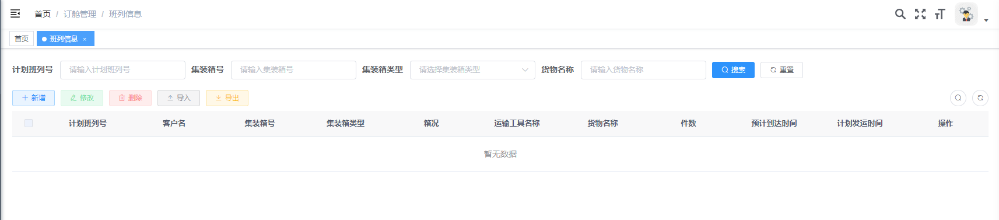 首页 / 订舱管理 / 班列信息
首页 班列信息 ×
计划班列号 请输入计划班列号 集装箱号 请输入集装箱号 集装箱类型 请选择集装箱类型 货物名称 请输入货物名称 搜索 重置
新增 修改 删除 导入 导出
计划班列号 客户名 集装箱号 集装箱类型 箱况 运输工具名称 货物名称 件数 预计到达时间 计划发运时间 操作
暂无数据